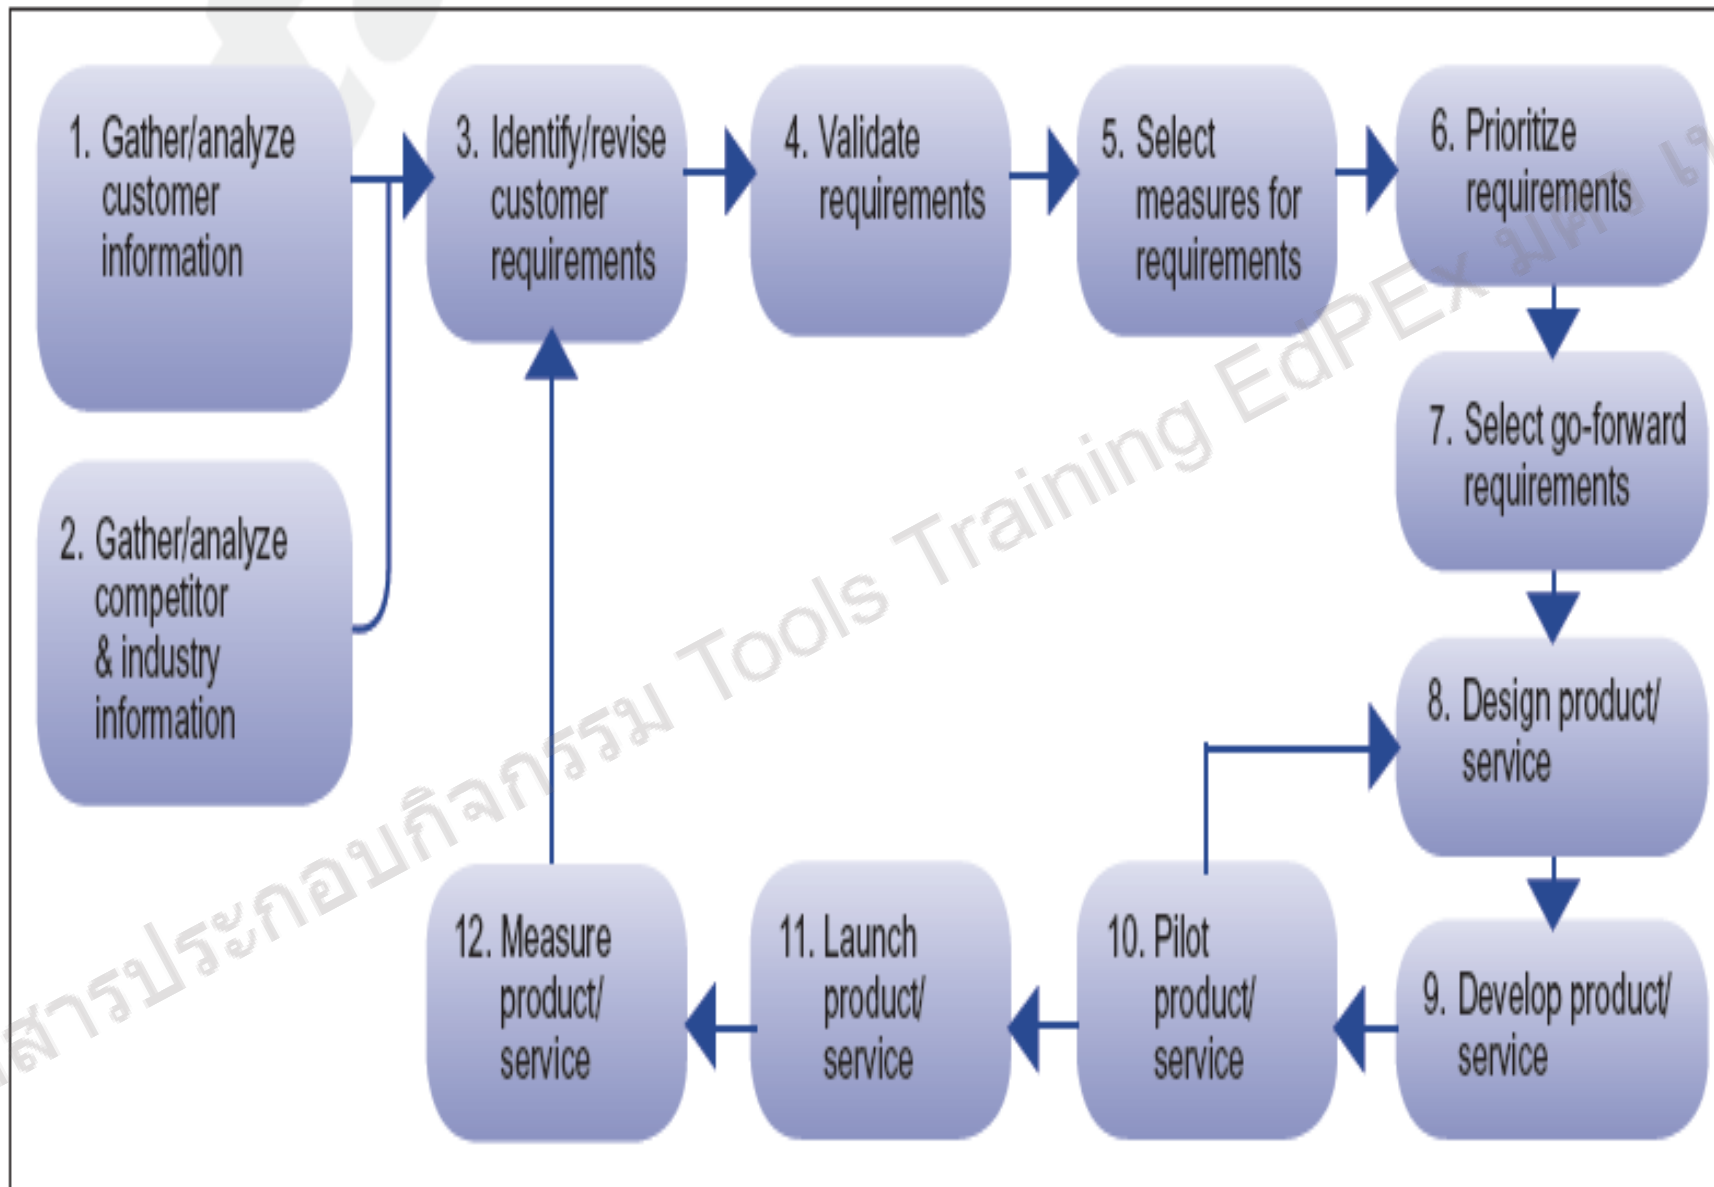 1. Gather/analyze
customer
information
2. Gather/analyze
competitor
& industry
information
3. Identify/revise
customer
requirements
4. Validate
requirements
5. Select
measures for
requirements
6. Prioritize
requirements
7. Select go-forward
requirements
8. Design product/
service
9. Develop product/
service
10. Pilot
product/
service
11. Launch
product/
service
12. Measure
product/
service
สารประกอบกิจกรรม Tools Training EdPEx มศว